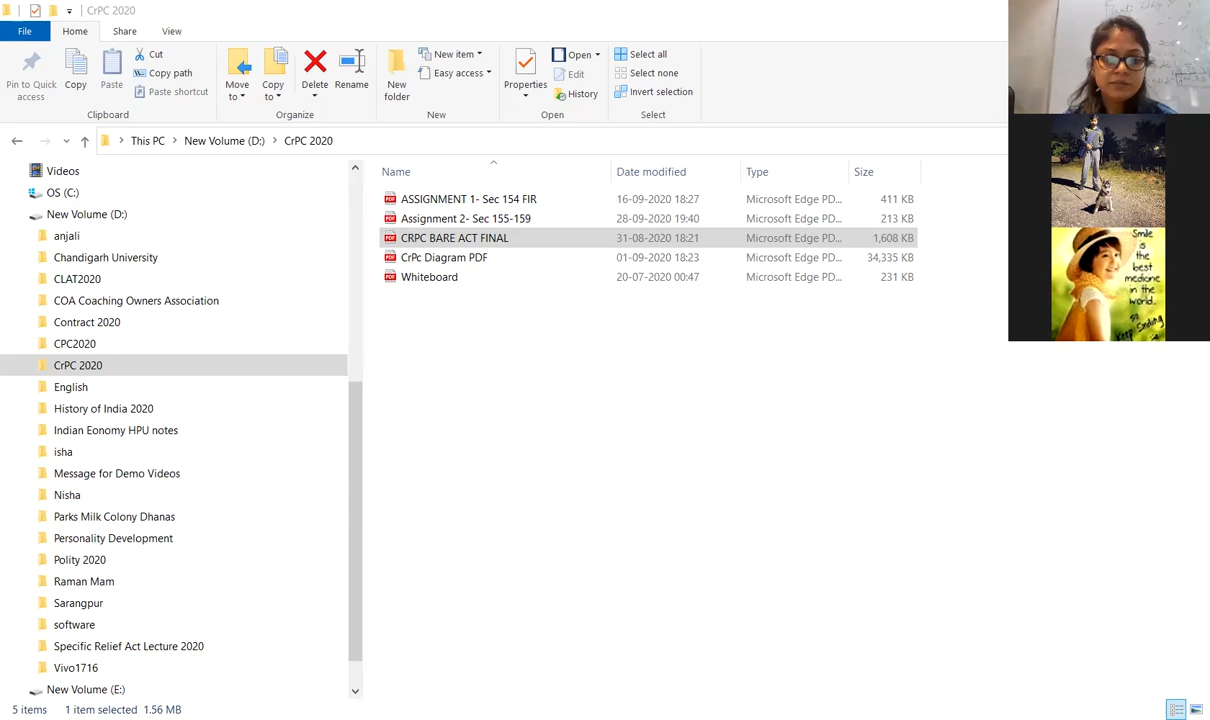 CrPC 2020
File Home Share View
Pin to Quick access
Copy
Paste
Cut
Copy path
Paste shortcut
Clipboard
Move to
Copy to
Delete
Rename
Organize
New folder
New item
Easy access
New
Properties
Open
Edit
History
Open
Select all
Select none
Invert selection
Select
This PC New Volume (D:) CrPC 2020
Videos
OS (C:)
New Volume (D:)
anjali
Chandigarh University
CLAT2020
COA Coaching Owners Association
Contract 2020
CPC2020
CrPC 2020
English
History of India 2020
Indian Eonomy HPU notes
isha
Message for Demo Videos
Nisha
Parks Milk Colony Dhanas
Personality Development
Polity 2020
Raman Mam
Sarangpur
software
Specific Relief Act Lecture 2020
Vivo1716
New Volume (E:)
Name Date modified Type Size
ASSIGNMENT 1- Sec 154 FIR 16-09-2020 18:27 Microsoft Edge PD... 411 KB
Assignment 2- Sec 155-159 28-09-2020 19:40 Microsoft Edge PD... 213 KB
CRPC BARE ACT FINAL 31-08-2020 18:21 Microsoft Edge PD... 1,608 KB
CrPc Diagram PDF 01-09-2020 18:23 Microsoft Edge PD... 34,335 KB
Whiteboard 20-07-2020 00:47 Microsoft Edge PD... 231 KB
Smile
is
the
best
medicine
in the
world..
so
Keep Smiling
5 items 1 item selected 1.56 MB